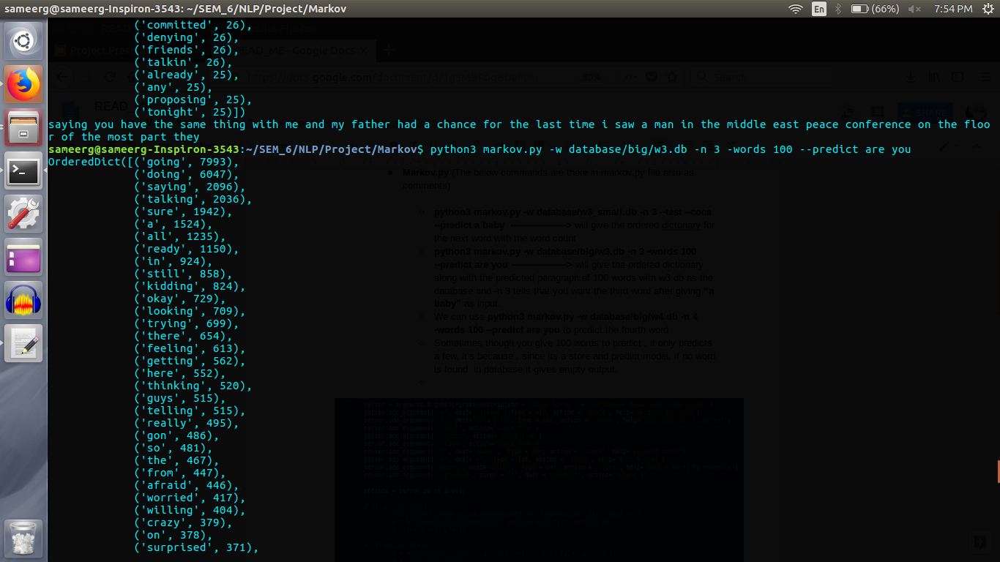 sameerg@sameerg-Inspiron-3543: ~/SEM_6/NLP/Project/Markov
En
(66%)
7:54 PM
('committed', 26),
('denying', 26),
('friends', 26),
('talkin', 26),
('already', 25),
('any', 25),
('proposing', 25),
('tonight', 25)])
saying you have the same thing with me and my father had a chance for the last time i saw a man in the middle east peace conference on the floo
r of the most part they
sameerg@sameerg-Inspiron-3543:~/SEM_6/NLP/Project/Markov$ python3 markov.py -w database/big/w3.db -n 3 -words 100 --predict are you
OrderedDict([('going', 7993),
('doing', 6047),
('saying', 2096),
('talking', 2036),
('sure', 1942),
('a', 1524),
('all', 1235),
('ready', 1150),
('in', 924),
('still', 858),
('kidding', 824),
('okay', 729),
('looking', 709),
('trying', 699),
('there', 654),
('feeling', 613),
('getting', 562),
('here', 552),
('thinking', 520),
('guys', 515),
('telling', 515),
('really', 495),
('gon', 486),
('so', 481),
('the', 467),
('from', 447),
('afraid', 446),
('worried', 417),
('willing', 404),
('crazy', 379),
('on', 378),
('surprised', 371),
Project Pres
READ_ME - Google Docs
Search
READ_
SHARE
Markov.py (The below commands are there in markov.py file also as
comments)
python3 markov.py -w database/w3_small.db -n 3 --test --coca
--predict a baby -------------------> will give the ordered dictionary for
the next word with the word count
python3 markov.py -w database/big/w3.db -n 3 -words 100
--predict are you -------------------> will give the ordered dictionary
along with the predicted paragraph of 100 words with w3.db as the
database and -n 3 tells that you want the third word after giving "a
baby" as input
We can use python3 markov.py -w database/big/w4.db -n 4
-words 100 --predict are you to predict the fourth word
Sometimes though you give 100 words to predict , it only predicts
a few, it's because , since its a store and predict model, if no word
is found in database it gives empty output.